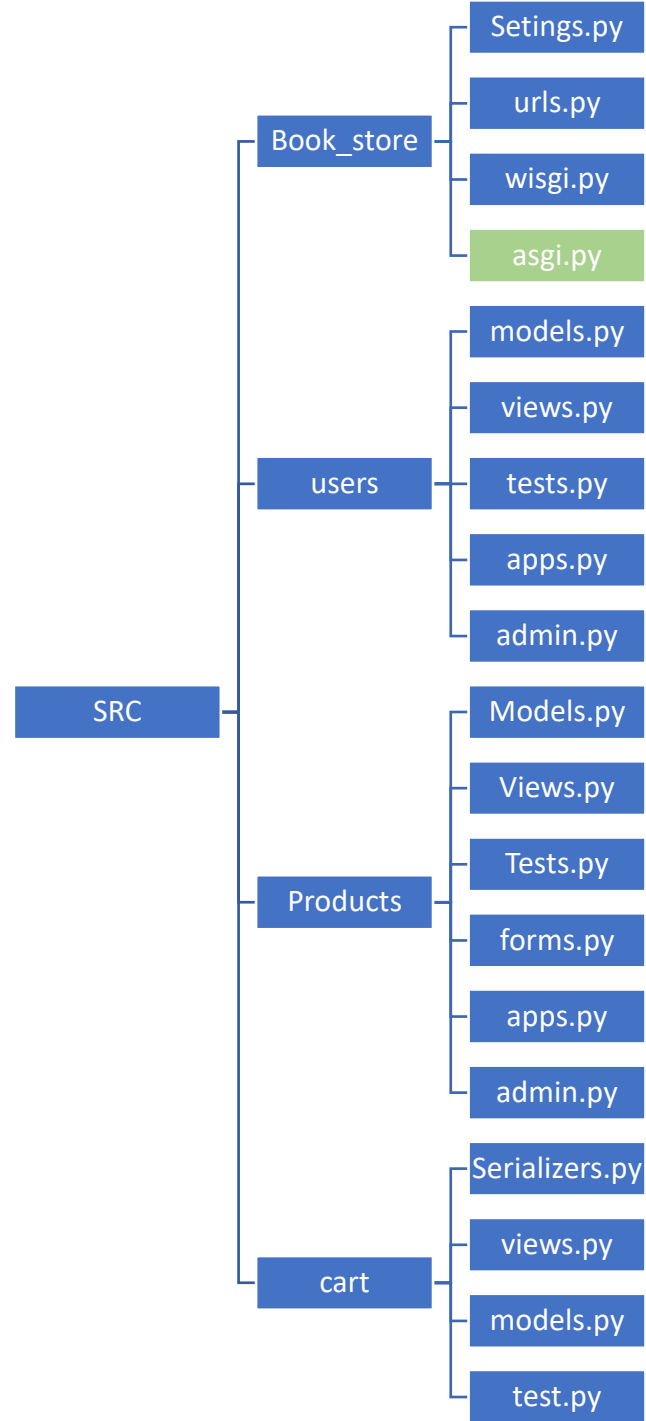 SRC
Book_store
Setings.py
urls.py
wisgi.py
asgi.py
users
models.py
views.py
tests.py
apps.py
admin.py
Products
Models.py
Views.py
Tests.py
forms.py
apps.py
admin.py
cart
Serializers.py
views.py
models.py
test.py